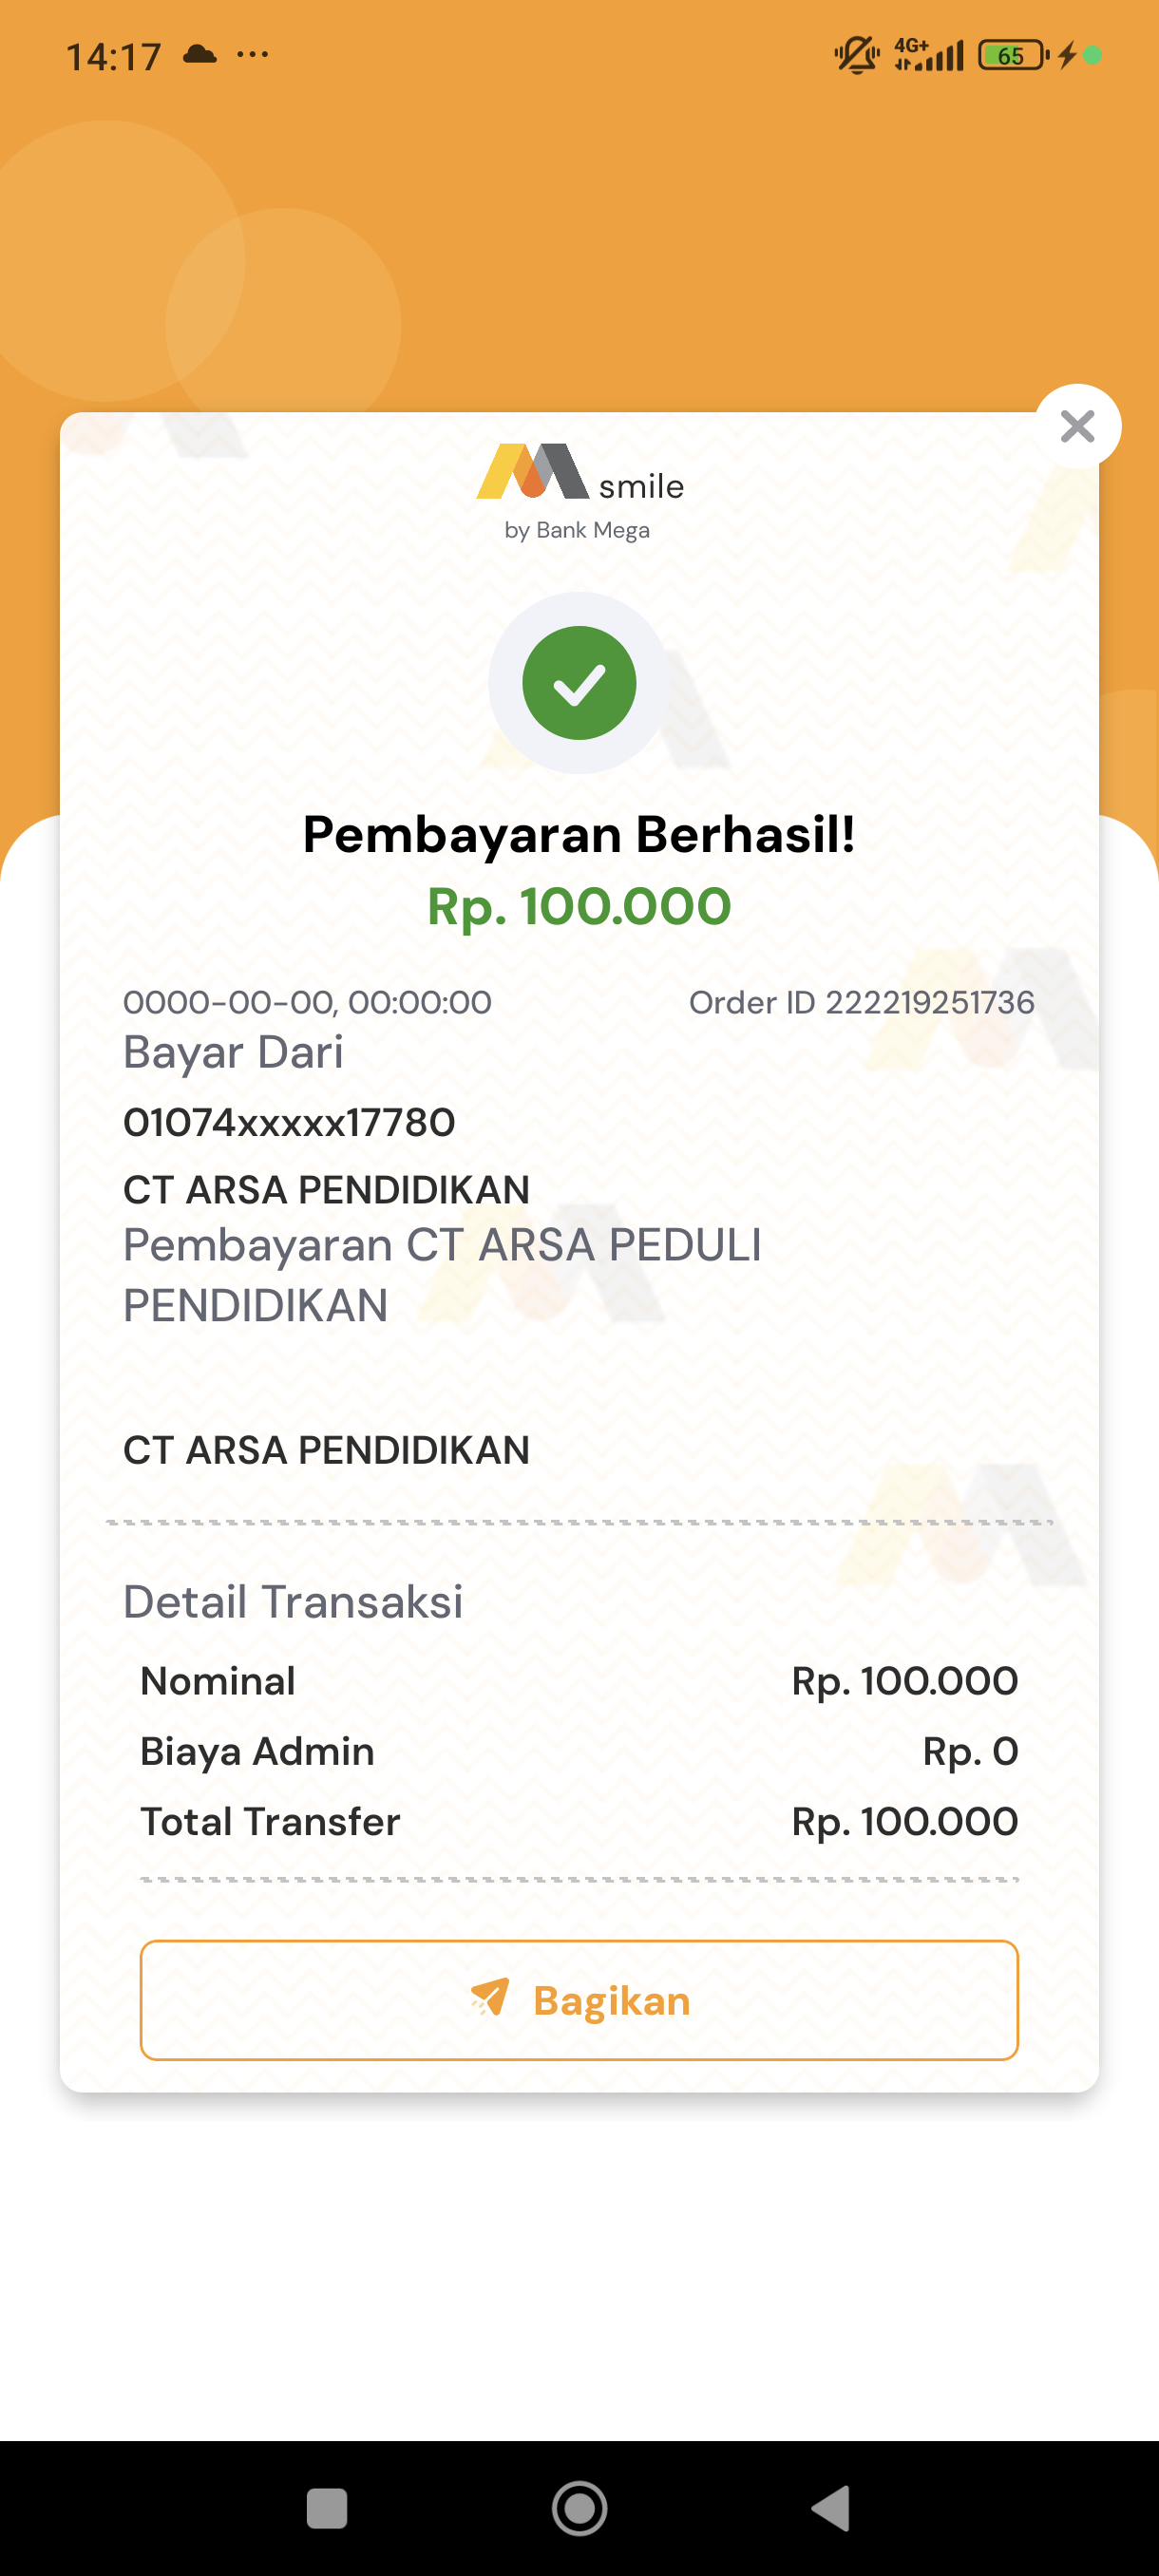 14:17
4G+
65
smile
by Bank Mega
Pembayaran Berhasil!
Rp. 100.000
0000-00-00, 00:00:00 Order ID 222219251736
Bayar Dari
01074xxxxx17780
CT ARSA PENDIDIKAN
Pembayaran CT ARSA PEDULI
PENDIDIKAN
CT ARSA PENDIDIKAN
Detail Transaksi
Nominal Rp. 100.000
Biaya Admin Rp. 0
Total Transfer Rp. 100.000
Bagikan